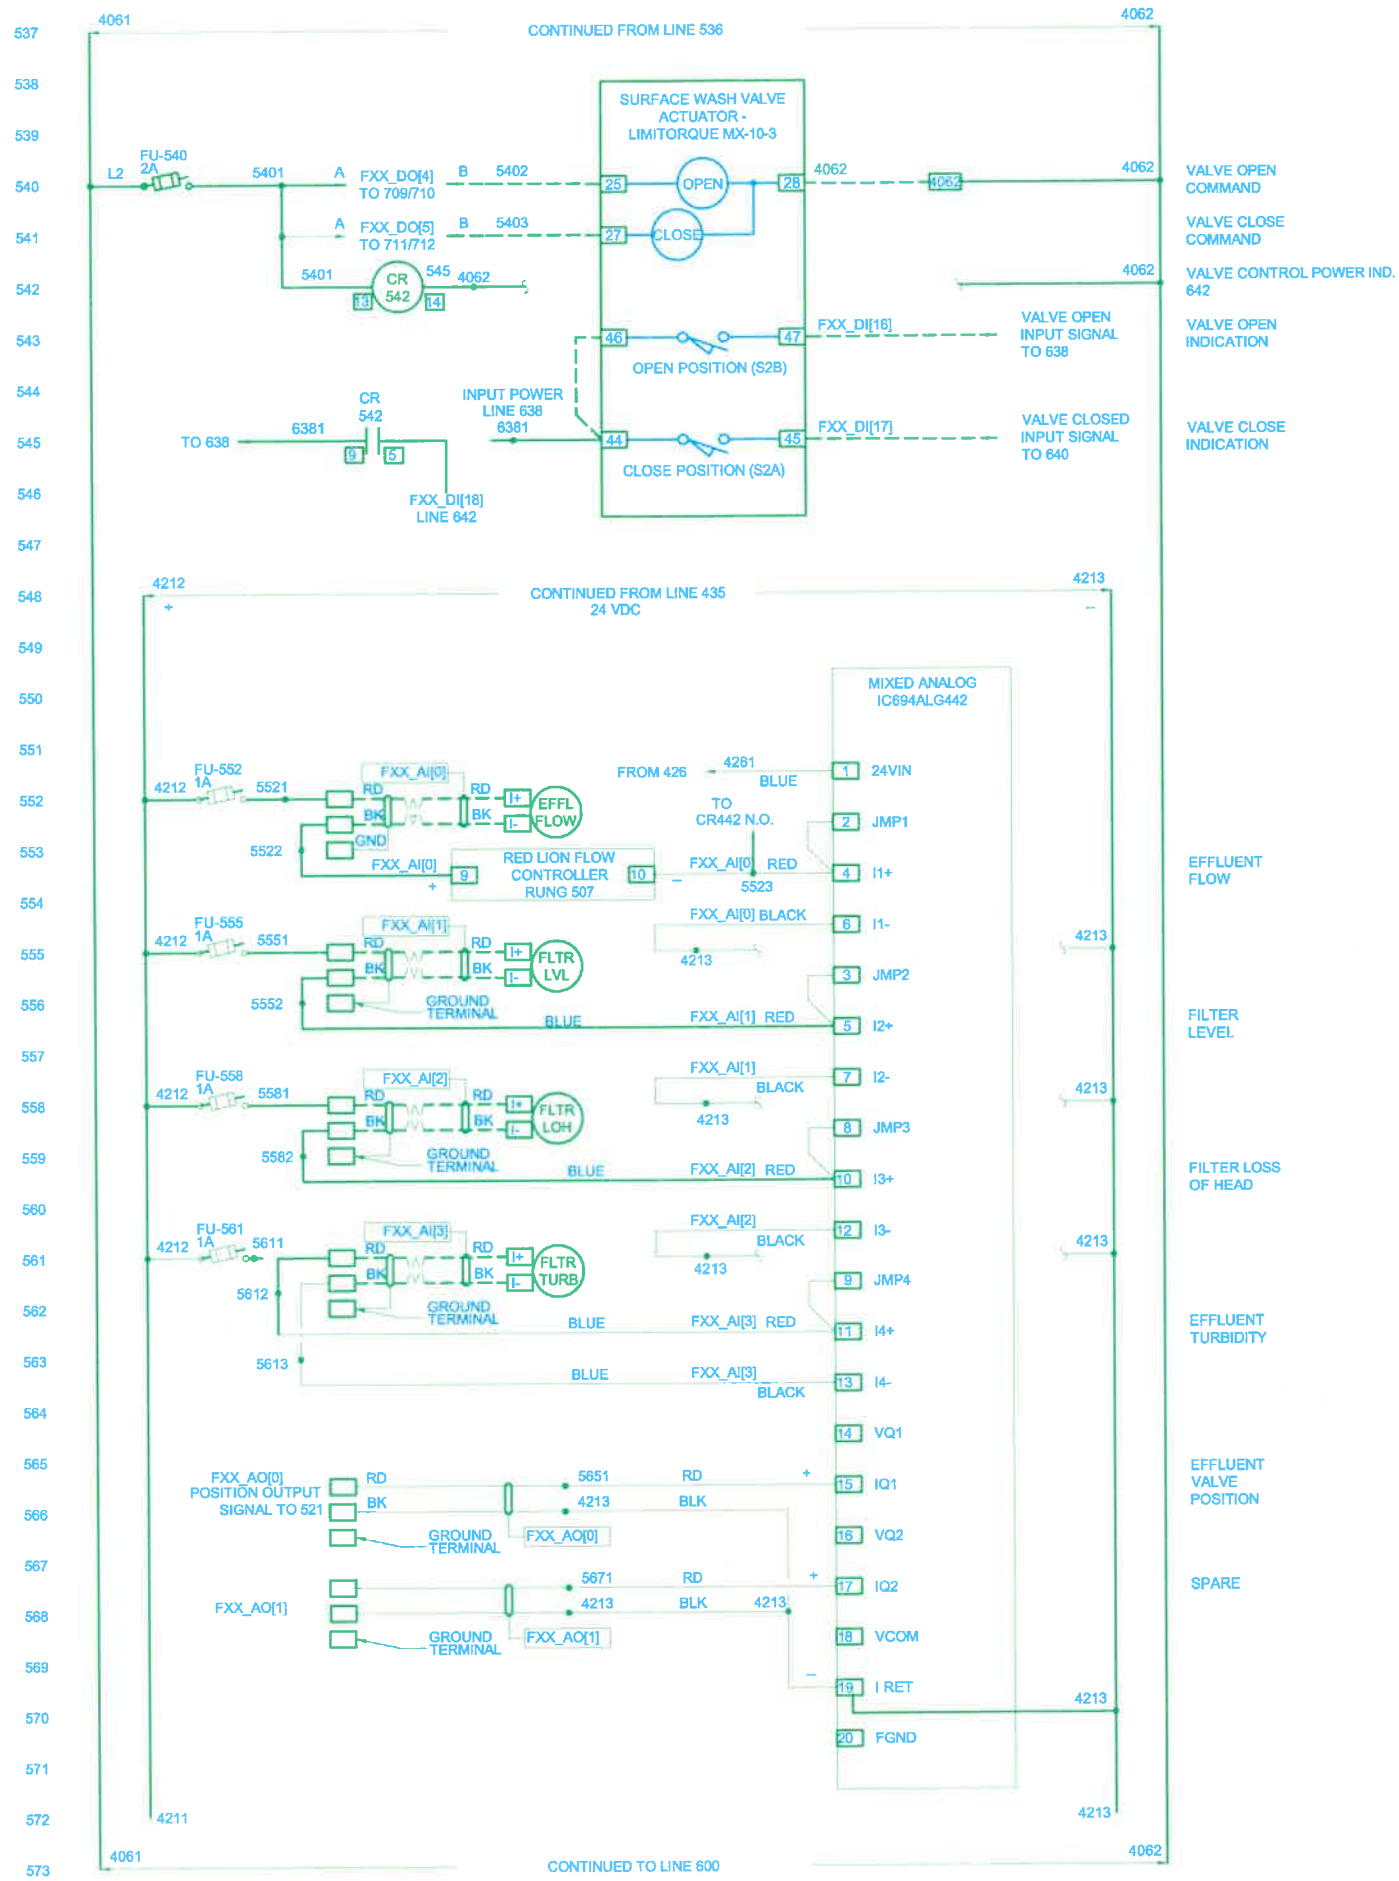 4061
4062
537
CONTINUED FROM LINE 536
538
SURFACE WASH VALVE
ACTUATOR -
LIMITORQUE MX-10-3
539
FU-540
2A
L2
5401
A
FXX_DO[4]
TO 709/710
B
5402
25
OPEN
28
4062
4062
4062
540
VALVE OPEN
COMMAND
A
FXX_DO[5]
TO 711/712
B
5403
27
CLOSE
541
VALVE CLOSE
COMMAND
5401
CR
542
13
14
545
4062
4062
542
VALVE CONTROL POWER IND.
642
46
47
FXX_DI[16]
VALVE OPEN
INPUT SIGNAL
TO 638
543
VALVE OPEN
INDICATION
OPEN POSITION (S2B)
544
CR
542
INPUT POWER
LINE 638
6381
545
TO 638
6381
9
5
44
45
FXX_DI[17]
VALVE CLOSED
INPUT SIGNAL
TO 640
VALVE CLOSE
INDICATION
CLOSE POSITION (S2A)
546
FXX_DI[18]
LINE 642
547
4212
4213
548
CONTINUED FROM LINE 435
24 VDC
+
–
549
550
MIXED ANALOG
IC694ALG442
551
FROM 426
4261
BLUE
1
24VIN
552
4212
FU-552
1A
5521
FXX_AI[0]
RD
BK
GND
RD
BK
I+
I-
EFFL
FLOW
TO
CR442 N.O.
2
JMP1
553
5522
FXX_AI[0]
+
9
RED LION FLOW
CONTROLLER
RUNG 507
10
–
FXX_AI[0]
RED
5523
4
I1+
EFFLUENT
FLOW
554
FXX_AI[0] BLACK
4213
6
I1-
555
4212
FU-555
1A
5551
FXX_AI[1]
RD
BK
RD
BK
I+
I-
FLTR
LVL
4213
3
JMP2
556
5552
GROUND
TERMINAL
BLUE
FXX_AI[1] RED
5
I2+
FILTER
LEVEL
557
FXX_AI[1]
BLACK
4213
7
I2-
558
4212
FU-558
1A
5581
FXX_AI[2]
RD
BK
RD
BK
I+
I-
FLTR
LOH
4213
8
JMP3
559
5582
GROUND
TERMINAL
BLUE
FXX_AI[2] RED
10
I3+
FILTER LOSS
OF HEAD
560
FXX_AI[2]
BLACK
4213
12
I3-
561
4212
FU-561
1A
5611
FXX_AI[3]
RD
BK
RD
BK
I+
I-
FLTR
TURB
4213
9
JMP4
562
5612
GROUND
TERMINAL
BLUE
FXX_AI[3] RED
11
I4+
EFFLUENT
TURBIDITY
563
5613
BLUE
FXX_AI[3]
BLACK
13
I4-
564
14
VQ1
565
FXX_AO[0]
POSITION OUTPUT
SIGNAL TO 521
RD
BK
5651
RD
+
15
IQ1
EFFLUENT
VALVE
POSITION
566
4213
BLK
GROUND
TERMINAL
FXX_AO[0]
16
VQ2
567
5671
RD
+
17
IQ2
SPARE
568
FXX_AO[1]
4213
BLK
4213
GROUND
TERMINAL
FXX_AO[1]
18
VCOM
569
–
19
I RET
4213
570
20
FGND
571
572
4211
4213
573
4061
CONTINUED TO LINE 600
4062